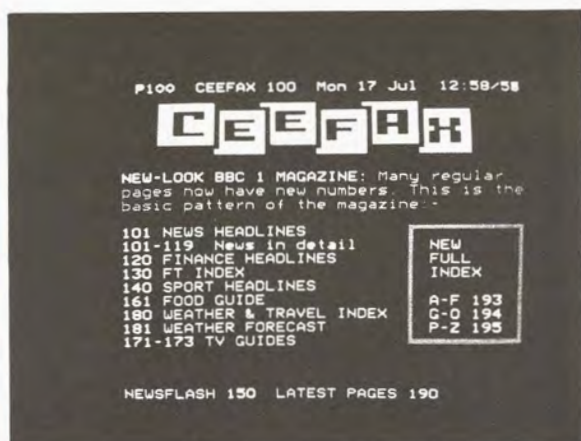 P100 CEEFAX 100 Mon 17 Jul 12:58/58
CEEFAX
NEW-LOOK BBC 1 MAGAZINE: Many regular
pages now have new numbers. This is the
basic pattern of the magazine:-
101 NEWS HEADLINES
101-119 News in detail
120 FINANCE HEADLINES
130 FT INDEX
140 SPORT HEADLINES
161 FOOD GUIDE
180 WEATHER & TRAVEL INDEX
181 WEATHER FORECAST
171-173 TV GUIDES
NEW
FULL
INDEX
A-F 193
G-O 194
P-Z 195
NEWSFLASH 150 LATEST PAGES 190